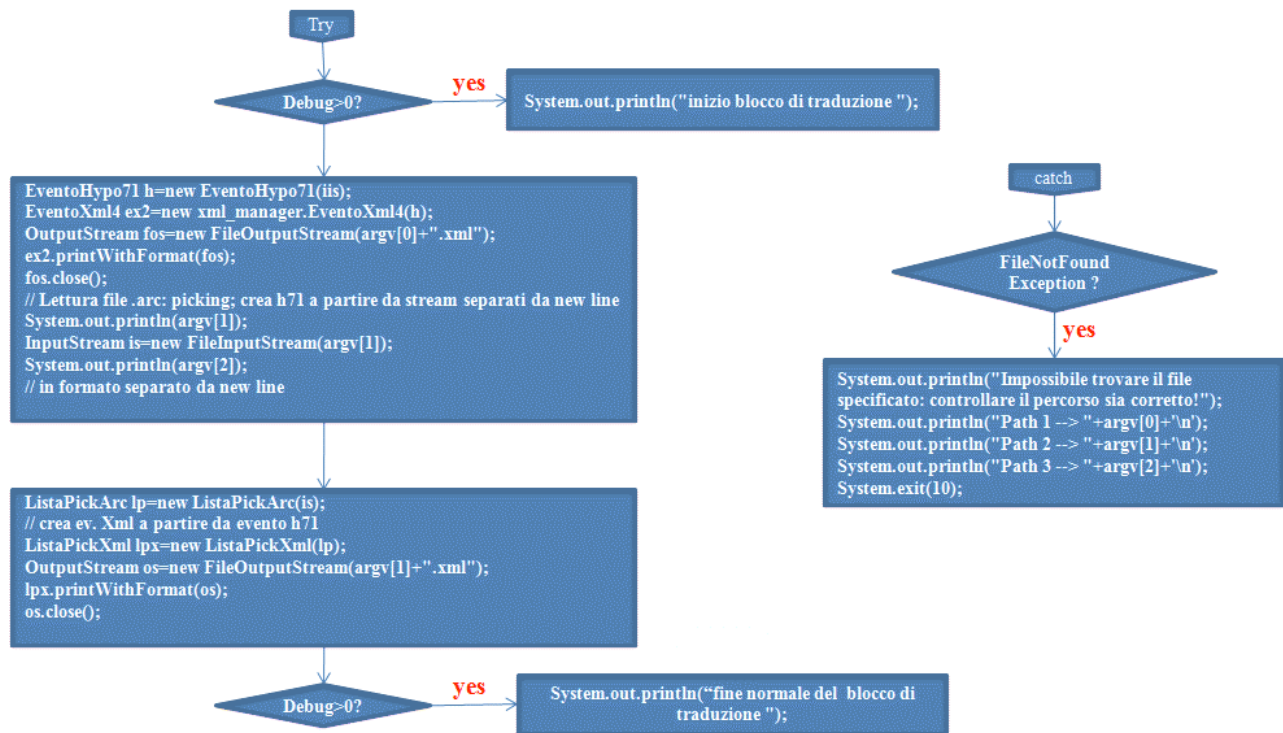 Try
Debug>0?
yes
System.out.println("inizio blocco di traduzione ");
EventoHypo71 h=new EventoHypo71(iis);
EventoXml4 ex2=new xml_manager.EventoXml4(h);
OutputStream fos=new FileOutputStream(argv[0]+".xml");
ex2.printWithFormat(fos);
fos.close();
// Lettura file .arc: picking; crea h71 a partire da stream separati da new line
System.out.println(argv[1]);
InputStream is=new FileInputStream(argv[1]);
System.out.println(argv[2]);
// in formato separato da new line
ListaPickArc lp=new ListaPickArc(is);
// crea ev. Xml a partire da evento h71
ListaPickXml lpx=new ListaPickXml(lp);
OutputStream os=new FileOutputStream(argv[1]+".xml");
lpx.printWithFormat(os);
os.close();
Debug>0?
yes
System.out.println(“fine normale del  blocco di
traduzione ");
catch
FileNotFound
Exception ?
yes
System.out.println("Impossibile trovare il file
specificato: controllare il percorso sia corretto!");
System.out.println("Path 1 --> "+argv[0]+'\n');
System.out.println("Path 2 --> "+argv[1]+'\n');
System.out.println("Path 3 --> "+argv[2]+'\n');
System.exit(10);